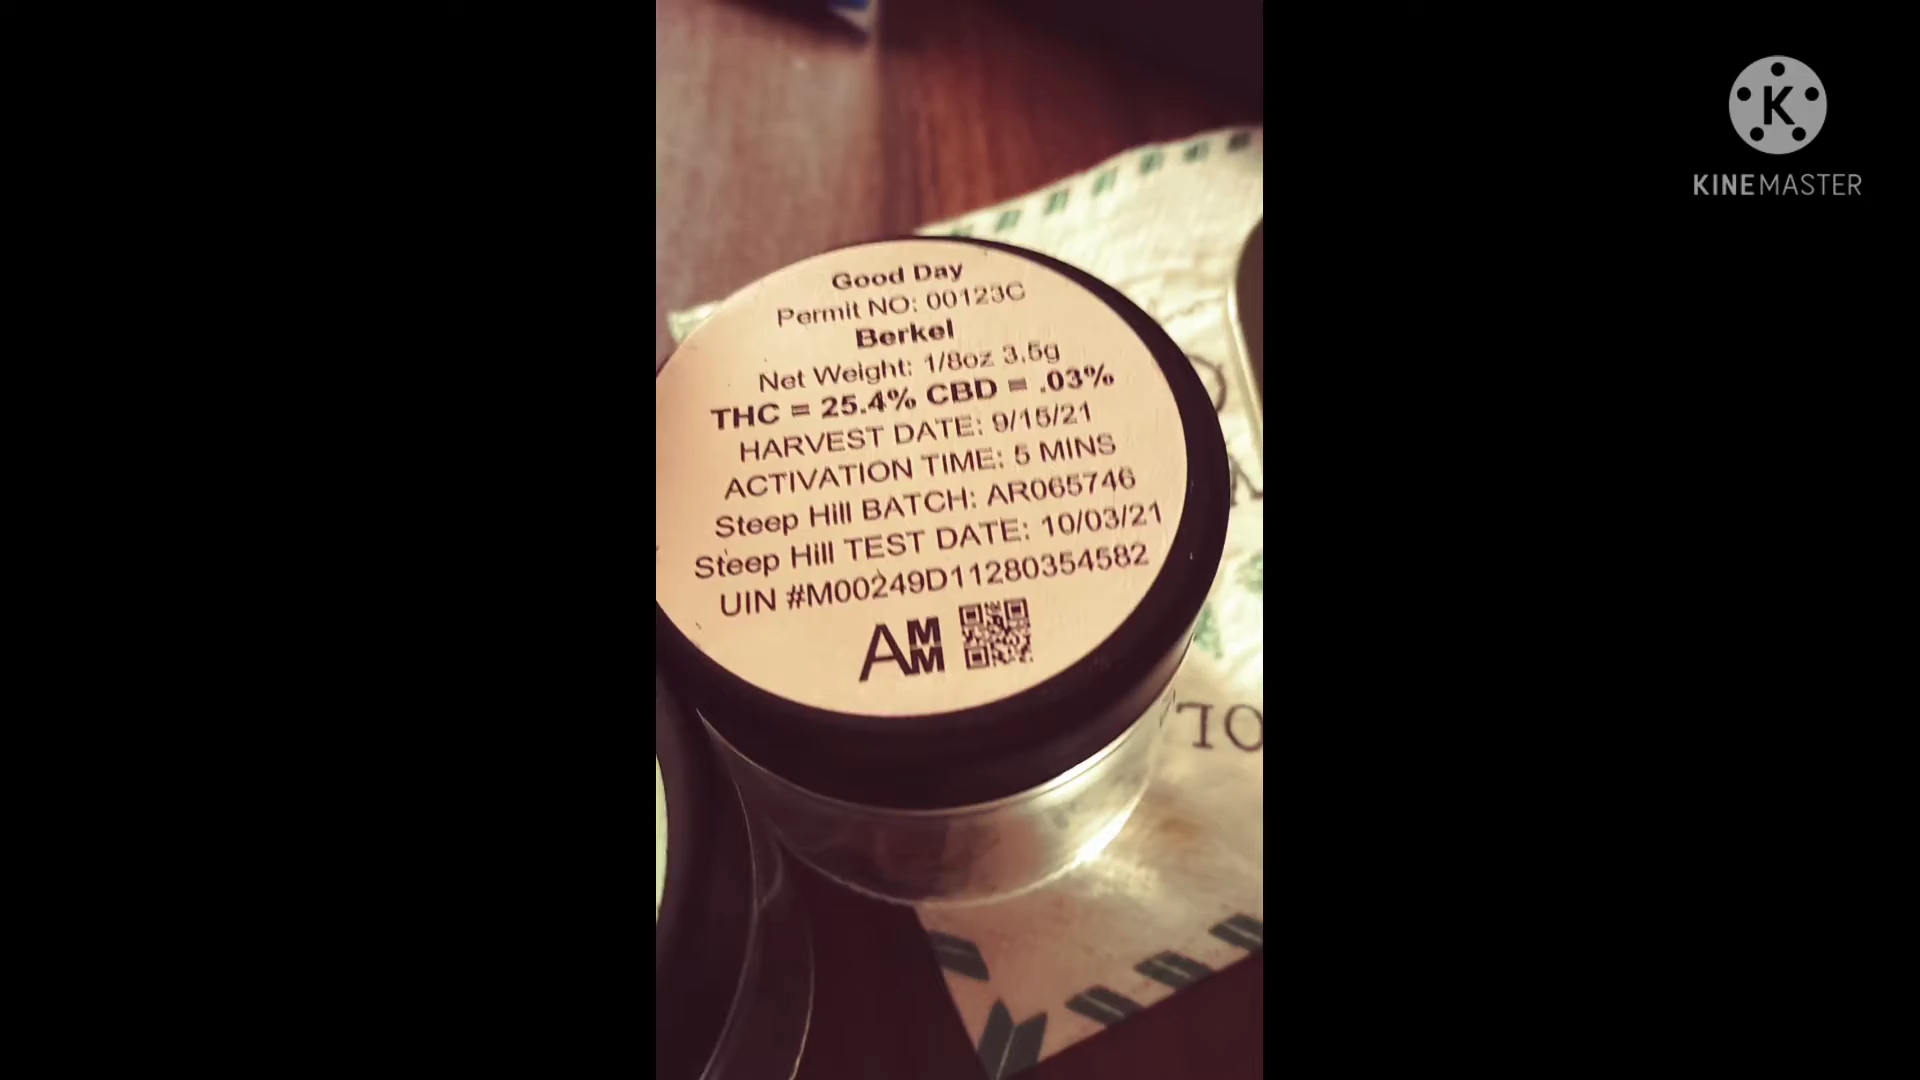 Good Day
Permit NO: 00123C
Berkel
Net Weight: 1/8oz 3.5g
THC = 25.4% CBD = .03%
HARVEST DATE: 9/15/21
ACTIVATION TIME: 5 MINS
Steep Hill BATCH: AR065746
Steep Hill TEST DATE: 10/03/21
UIN #M00249D11280354582
AMM
K
KINEMASTER